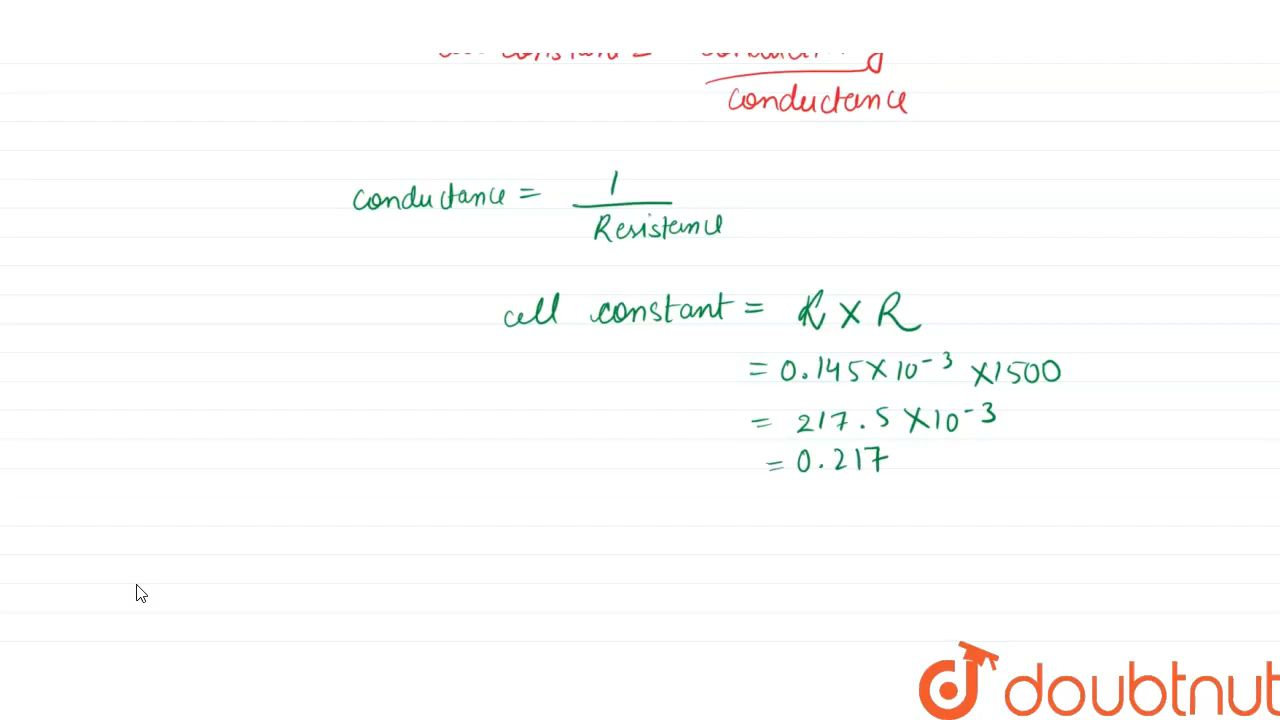 conductance
conductance = 1
Resistance
cell constant = K × R
= 0.145 × 10⁻³ × 1500
= 217.5 × 10⁻³
= 0.217
doubtnut